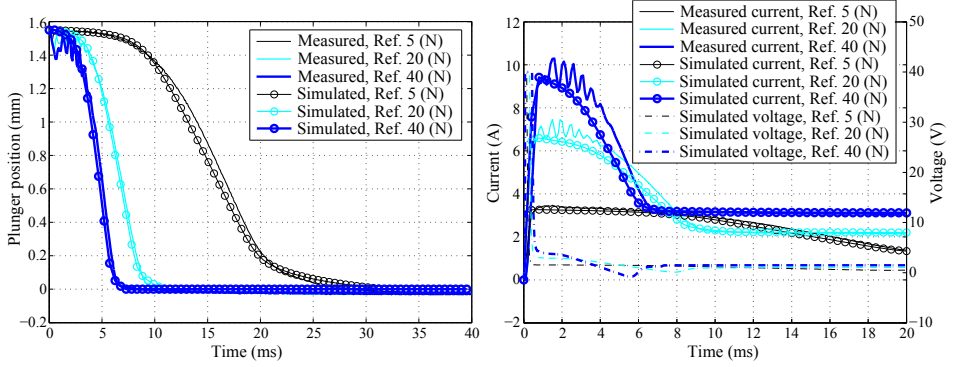 1.6
1.4
1.2
1
0.8
0.6
0.4
0.2
0
−0.2
Plunger position (mm)
0
5
10
15
20
25
30
35
40
Time (ms)
Measured, Ref. 5 (N)
Measured, Ref. 20 (N)
Measured, Ref. 40 (N)
Simulated, Ref. 5 (N)
Simulated, Ref. 20 (N)
Simulated, Ref. 40 (N)
12
10
8
6
4
2
0
−2
Current (A)
0
2
4
6
8
10
12
14
16
18
20
Time (ms)
50
40
30
20
10
0
−10
Voltage (V)
Measured current, Ref. 5 (N)
Measured current, Ref. 20 (N)
Measured current, Ref. 40 (N)
Simulated current, Ref. 5 (N)
Simulated current, Ref. 20 (N)
Simulated current, Ref. 40 (N)
Simulated voltage, Ref. 5 (N)
Simulated voltage, Ref. 20 (N)
Simulated voltage, Ref. 40 (N)